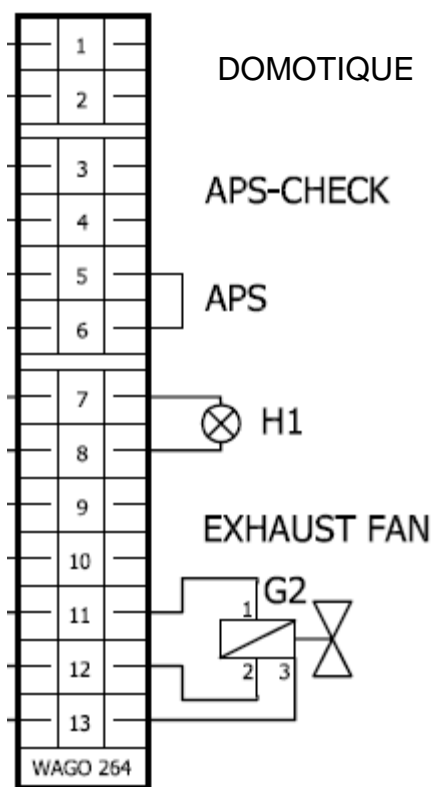 1
DOMOTIQUE
2
3
APS-CHECK
4
5
APS
6
7
H1
8
9
EXHAUST FAN
10
G2
11
1
12
2 3
13
WAGO 264